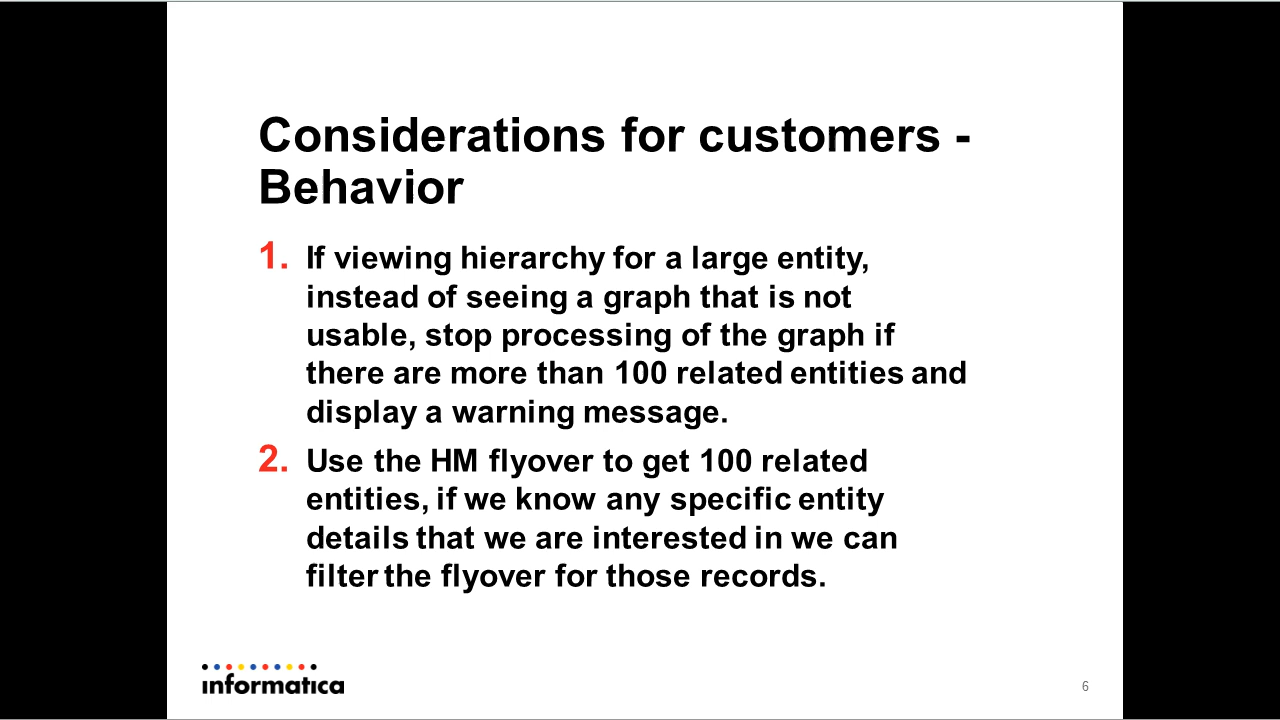 Considerations for customers -
Behavior
1. If viewing hierarchy for a large entity,
instead of seeing a graph that is not
usable, stop processing of the graph if
there are more than 100 related entities and
display a warning message.
2. Use the HM flyover to get 100 related
entities, if we know any specific entity
details that we are interested in we can
filter the flyover for those records.
informatica
6